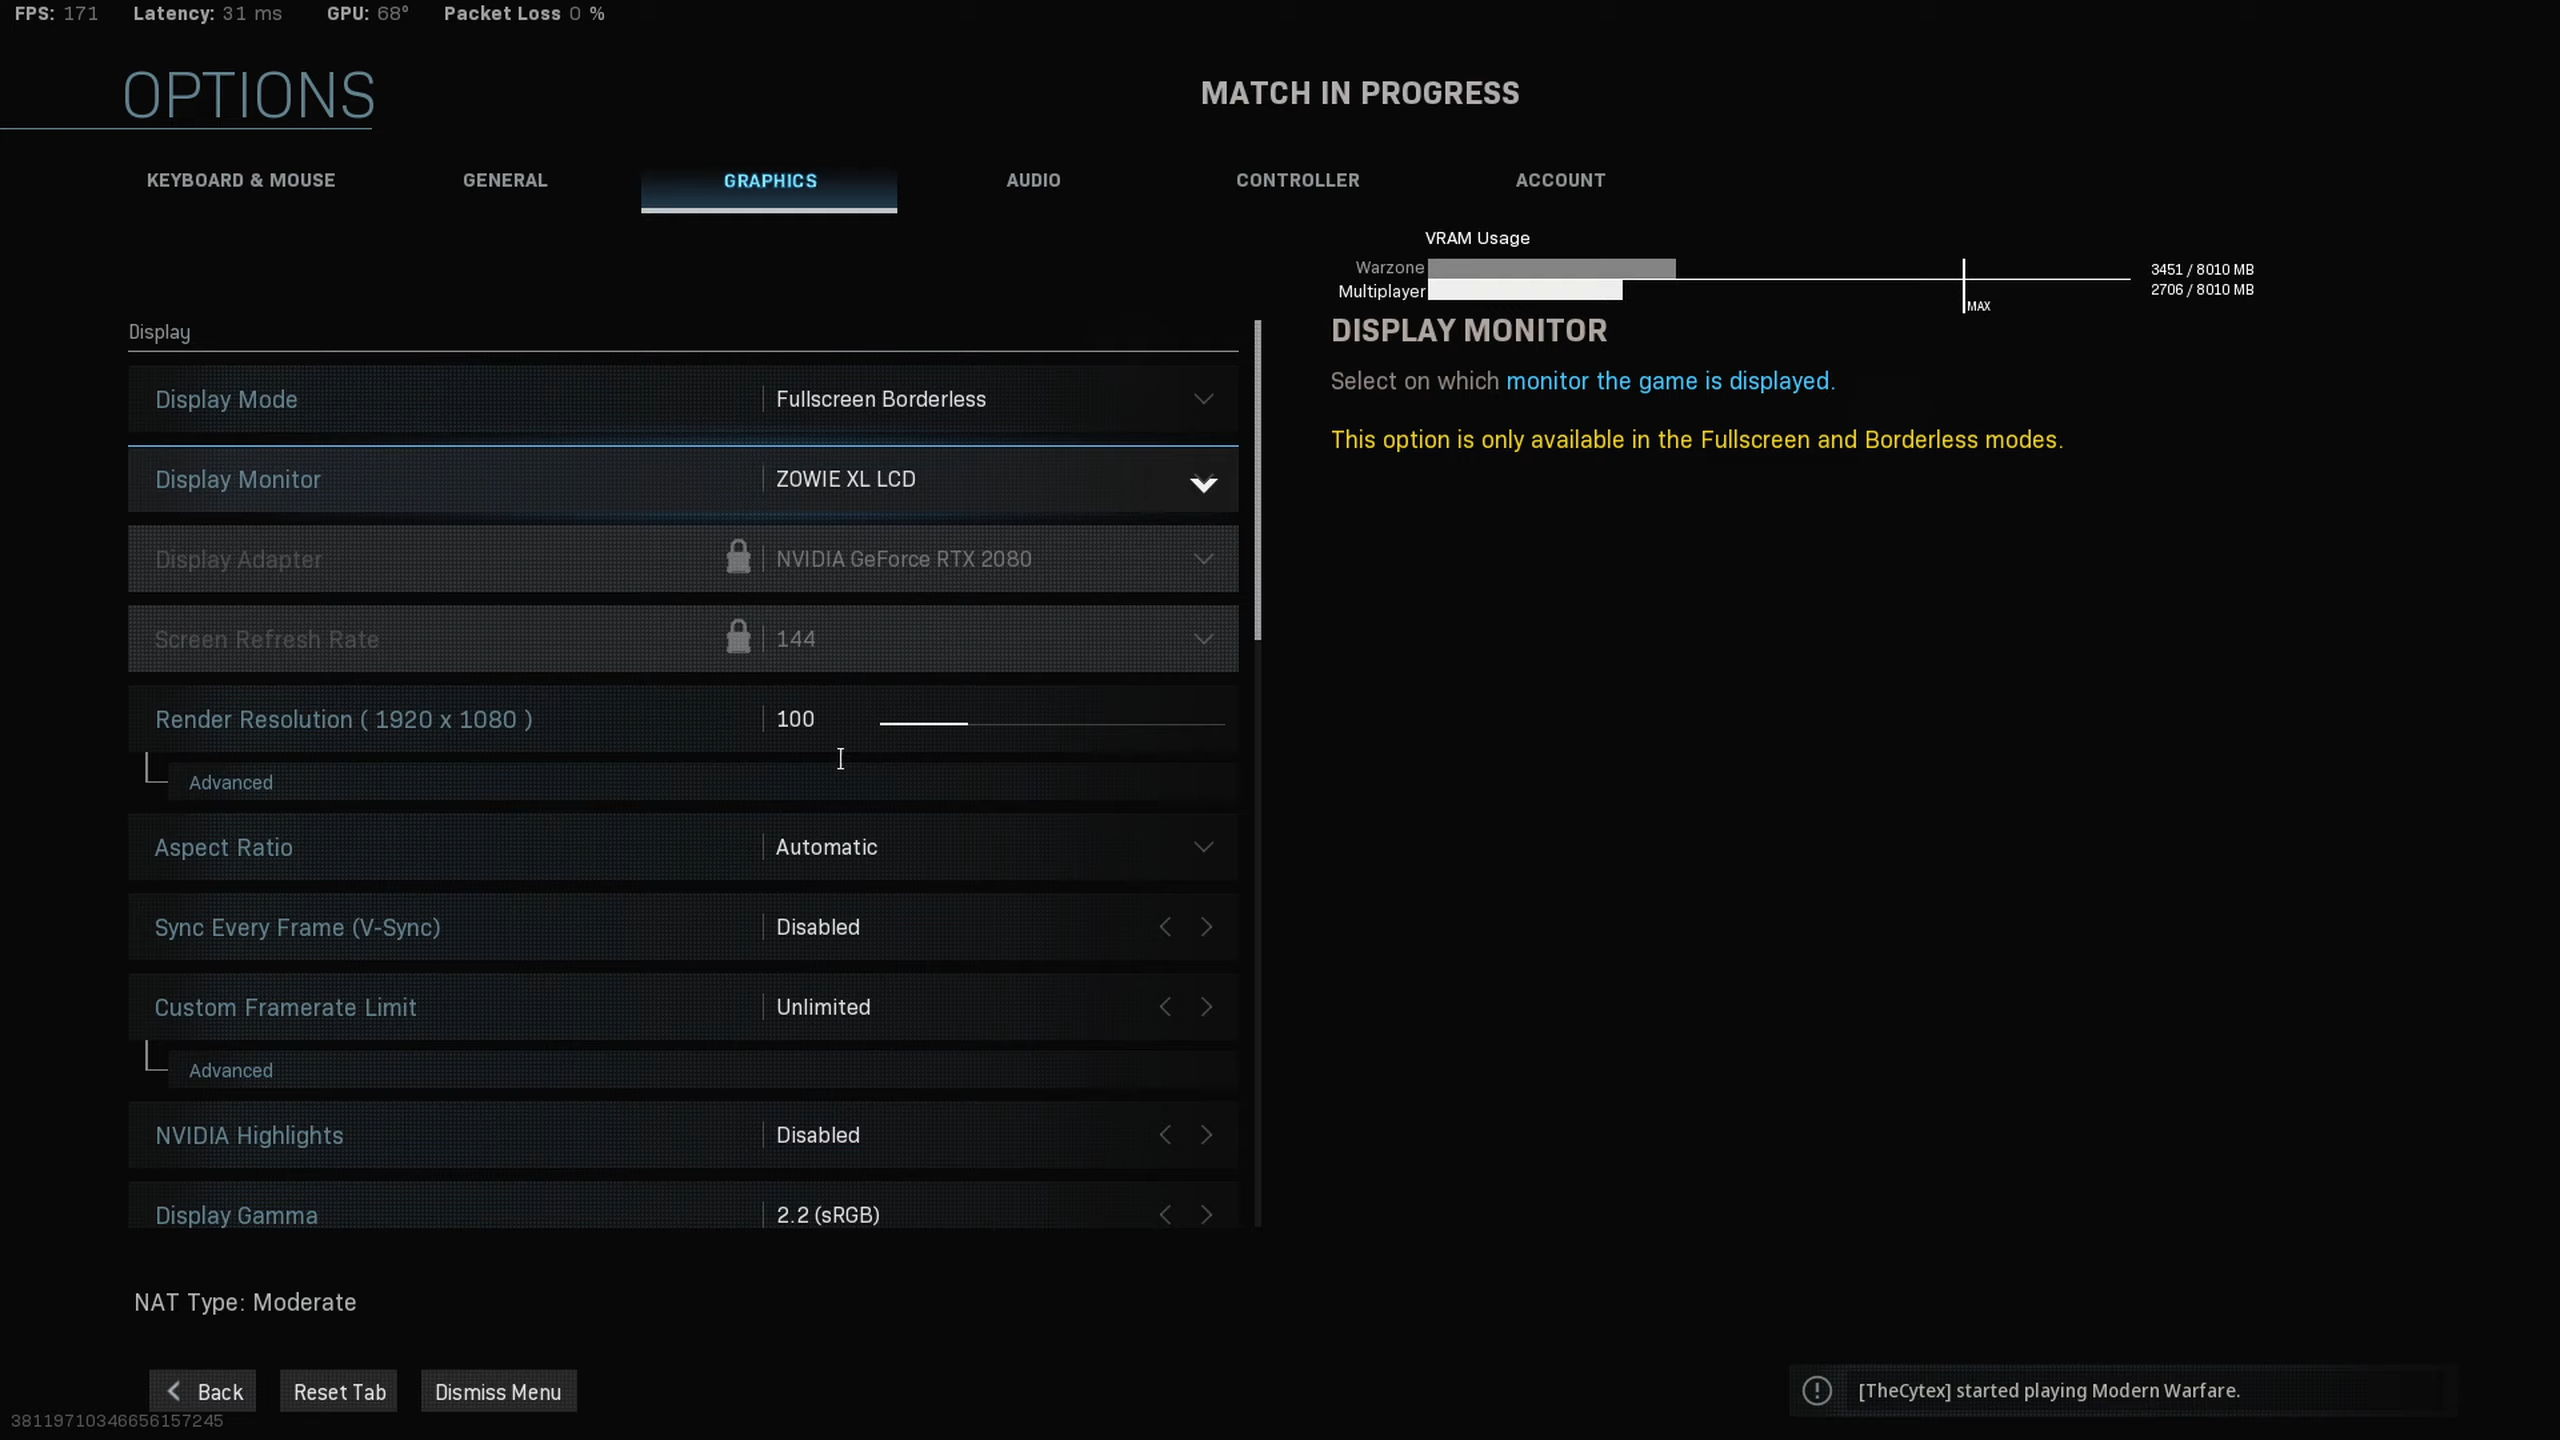 FPS: 171 Latency: 31 ms GPU: 68° Packet Loss 0 %
OPTIONS
MATCH IN PROGRESS
KEYBOARD & MOUSE GENERAL GRAPHICS AUDIO CONTROLLER ACCOUNT
VRAM Usage
Warzone 3451 / 8010 MB
Multiplayer 2706 / 8010 MB
MAX
Display
Display Mode Fullscreen Borderless
Display Monitor ZOWIE XL LCD
Display Adapter NVIDIA GeForce RTX 2080
Screen Refresh Rate 144
Render Resolution ( 1920 x 1080 ) 100
Advanced
Aspect Ratio Automatic
Sync Every Frame (V-Sync) Disabled
Custom Framerate Limit Unlimited
Advanced
NVIDIA Highlights Disabled
Display Gamma 2.2 (sRGB)
DISPLAY MONITOR
Select on which monitor the game is displayed.
This option is only available in the Fullscreen and Borderless modes.
NAT Type: Moderate
Back Reset Tab Dismiss Menu
[TheCytex] started playing Modern Warfare.
38119710346656157245